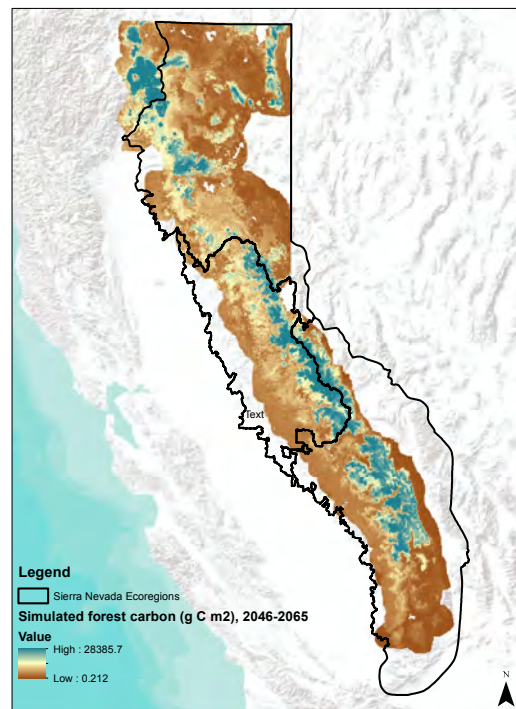 Text
Legend
Sierra Nevada Ecoregions
Simulated forest carbon (g C m2), 2046-2065
Value
High : 28385.7
Low : 0.212
N